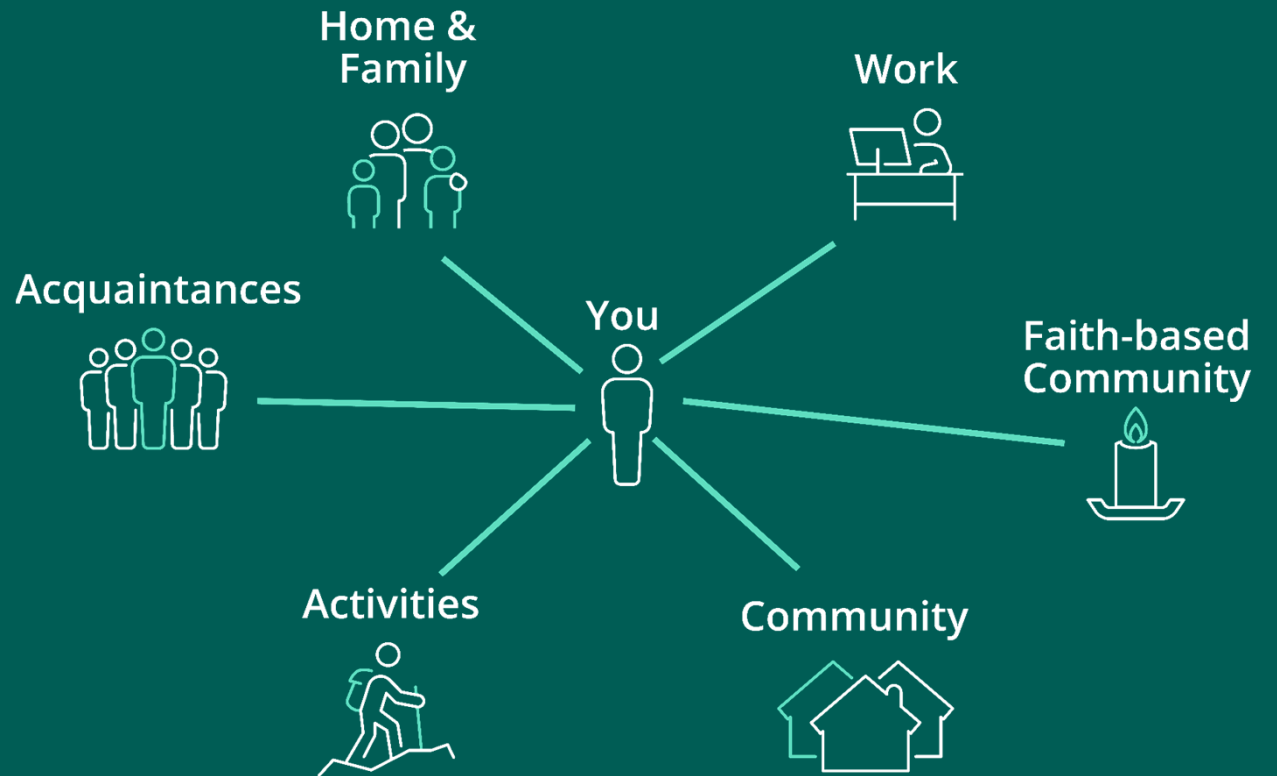 Home &
Family
Work
Acquaintances
You
Faith-based
Community
Activities
Community